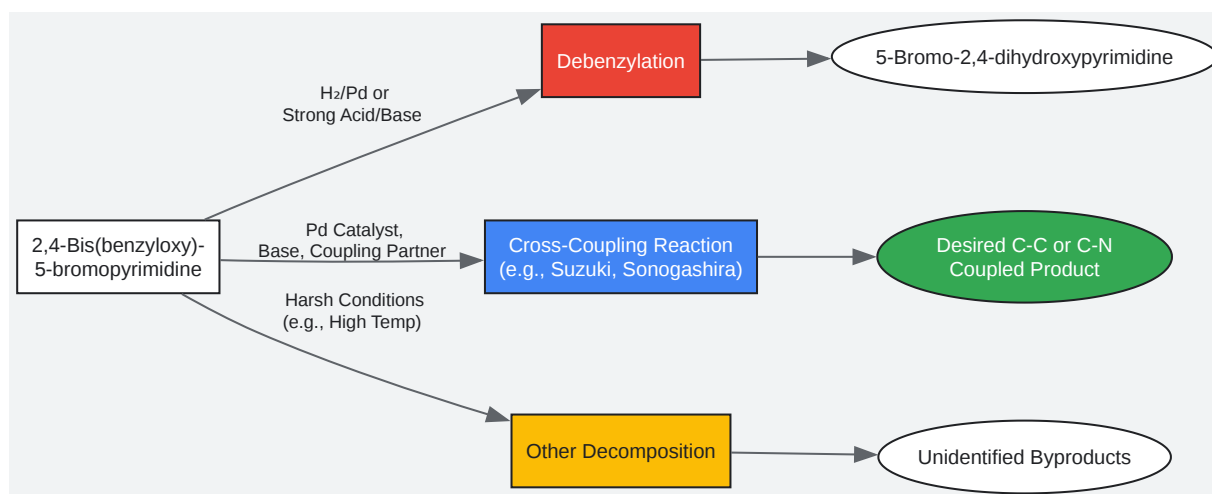 Debenzylation
5-Bromo-2,4-dihydroxypyrimidine
H₂/Pd or
Strong Acid/Base
2,4-Bis(benzyloxy)-
5-bromopyrimidine
Pd Catalyst,
Base, Coupling Partner
Cross-Coupling Reaction
(e.g., Suzuki, Sonogashira)
Desired C-C or C-N
Coupled Product
Harsh Conditions
(e.g., High Temp)
Other Decomposition
Unidentified Byproducts